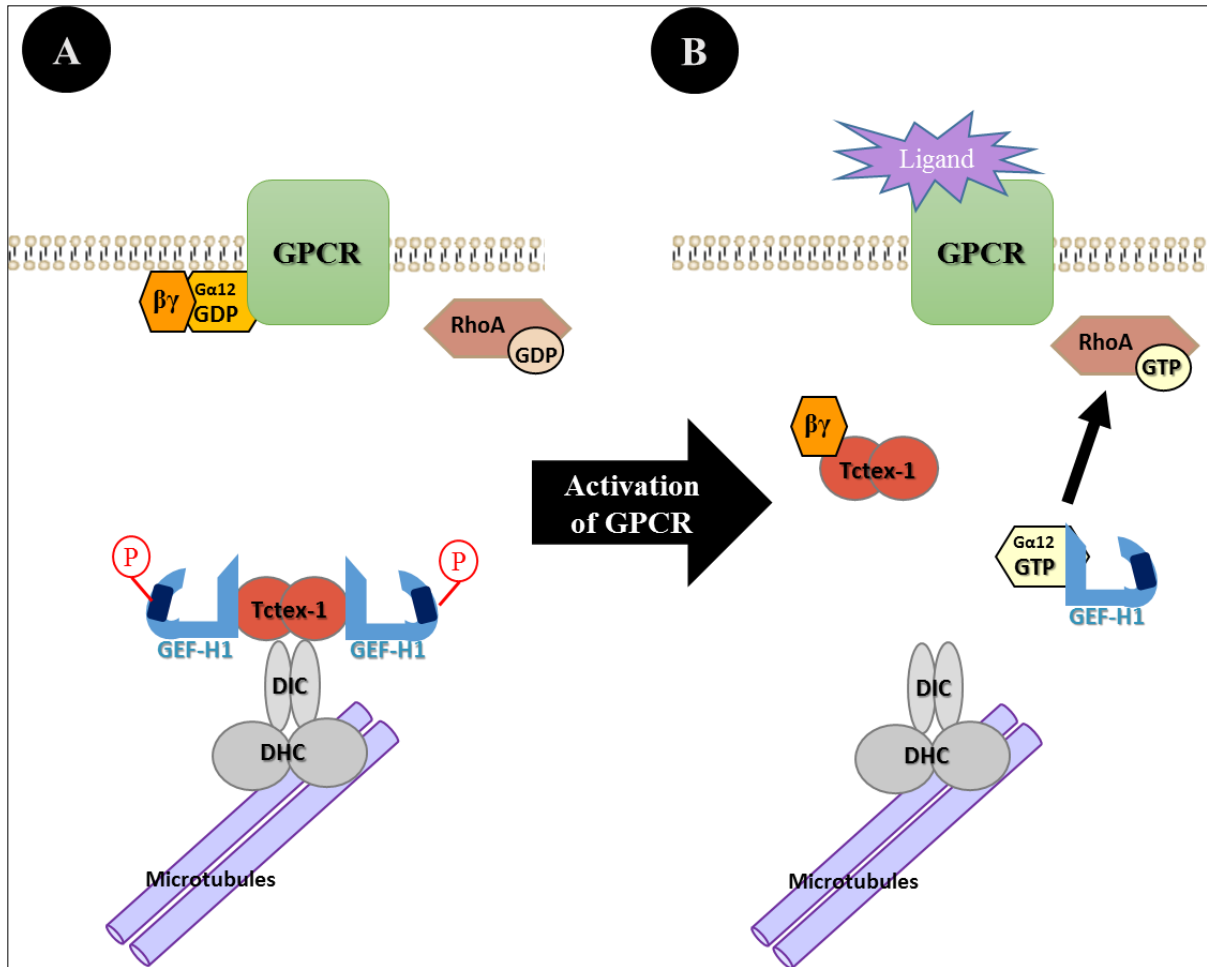 A
GPCR
βγ
Gα12
GDP
RhoA
GDP
P
P
Tctex-1
GEF-H1
GEF-H1
DIC
DHC
Microtubules
Activation
of GPCR
B
Ligand
GPCR
RhoA
GTP
βγ
Tctex-1
Gα12
GTP
GEF-H1
DIC
DHC
Microtubules